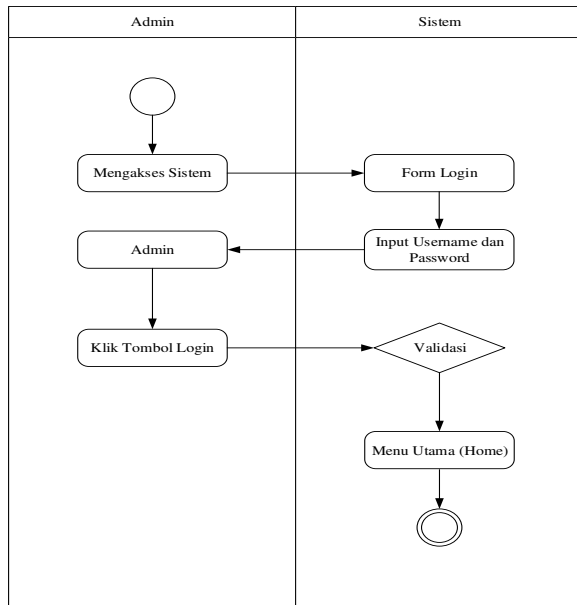 Admin
Sistem
Mengakses Sistem
Form Login
Input Username dan
Password
Admin
Klik Tombol Login
Validasi
Menu Utama (Home)